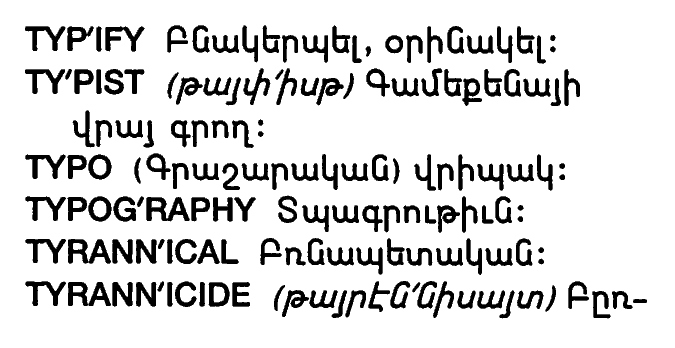 TYP′IFY Բնակերպել, օրինակել։
TY′PIST (թայփ′իսթ) Գամեքենայի
վրայ գրող։
TYPO (Գրաշարական) վրիպակ։
TYPOG′RAPHY Տպագրութիւն։
TYRANN′ICAL Բռնապետական։
TYRANN′ICIDE (թայրէն′նիսայտ) Բըռ-